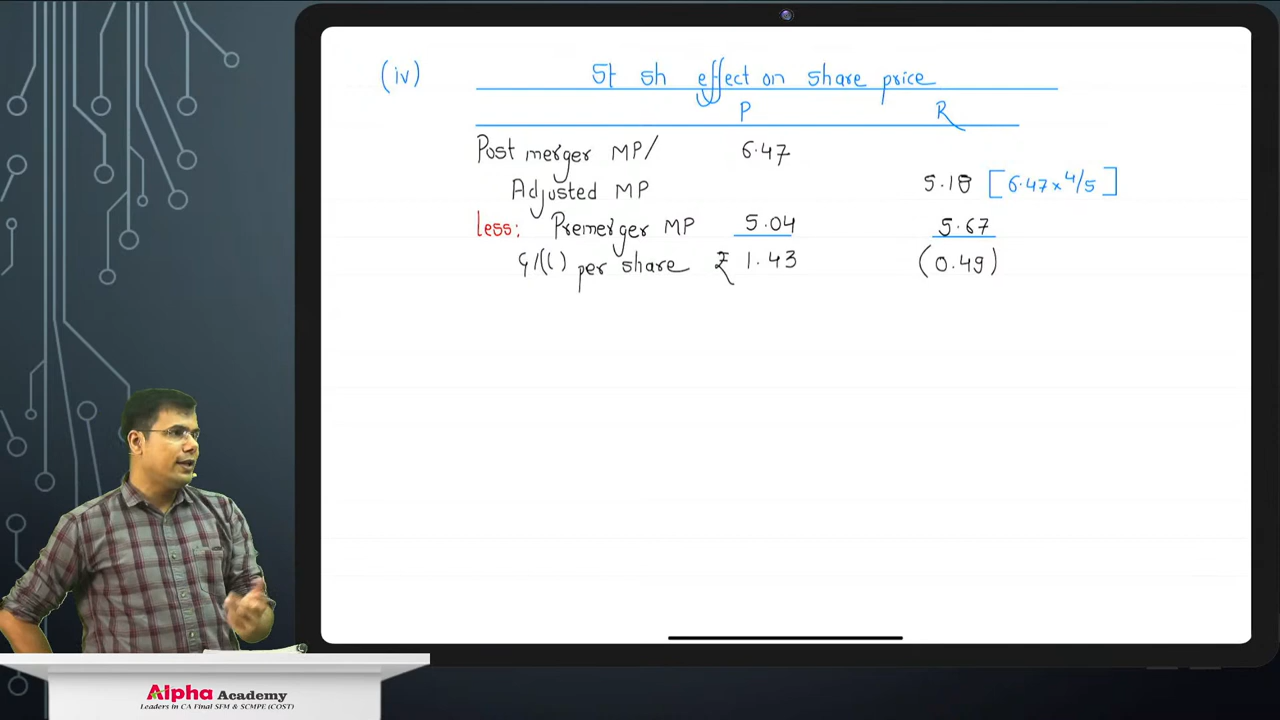 (iv) St sh effect on share price
P R
Post merger MP/ 6.47
Adjusted MP 5.18 [6.47 × 4/5]
less: Premerger MP 5.04 5.67
G/(L) per share ₹ 1.43 (0.49)
Alpha Academy
Leaders in CA Final SFM & SCMPE (COST)